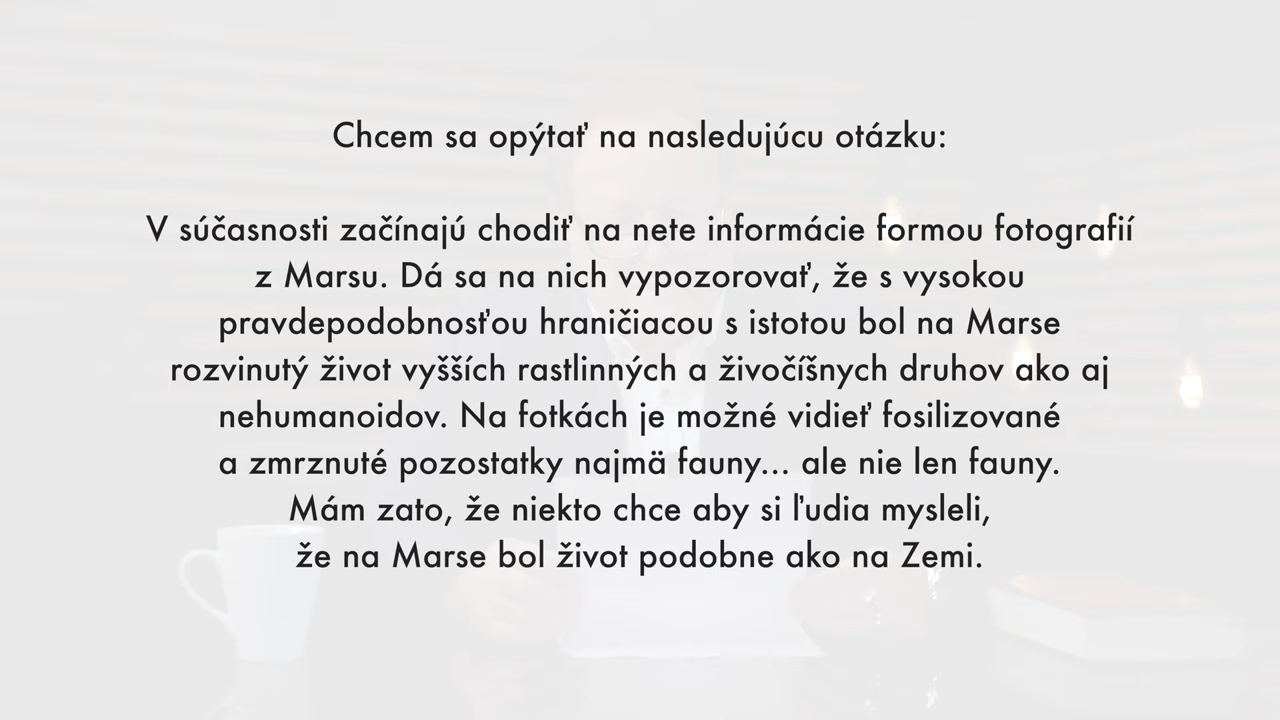 Chcem sa opýtať na nasledujúcu otázku:
V súčasnosti začínajú chodiť na nete informácie formou fotografií
z Marsu. Dá sa na nich vypozorovať, že s vysokou
pravdepodobnosťou hraničiacou s istotou bol na Marse
rozvinutý život vyšších rastlinných a živočíšnych druhov ako aj
nehumanoidov. Na fotkách je možné vidieť fosilizované
a zmrznuté pozostatky najmä fauny... ale nie len fauny.
Mám zato, že niekto chce aby si ľudia mysleli,
že na Marse bol život podobne ako na Zemi.